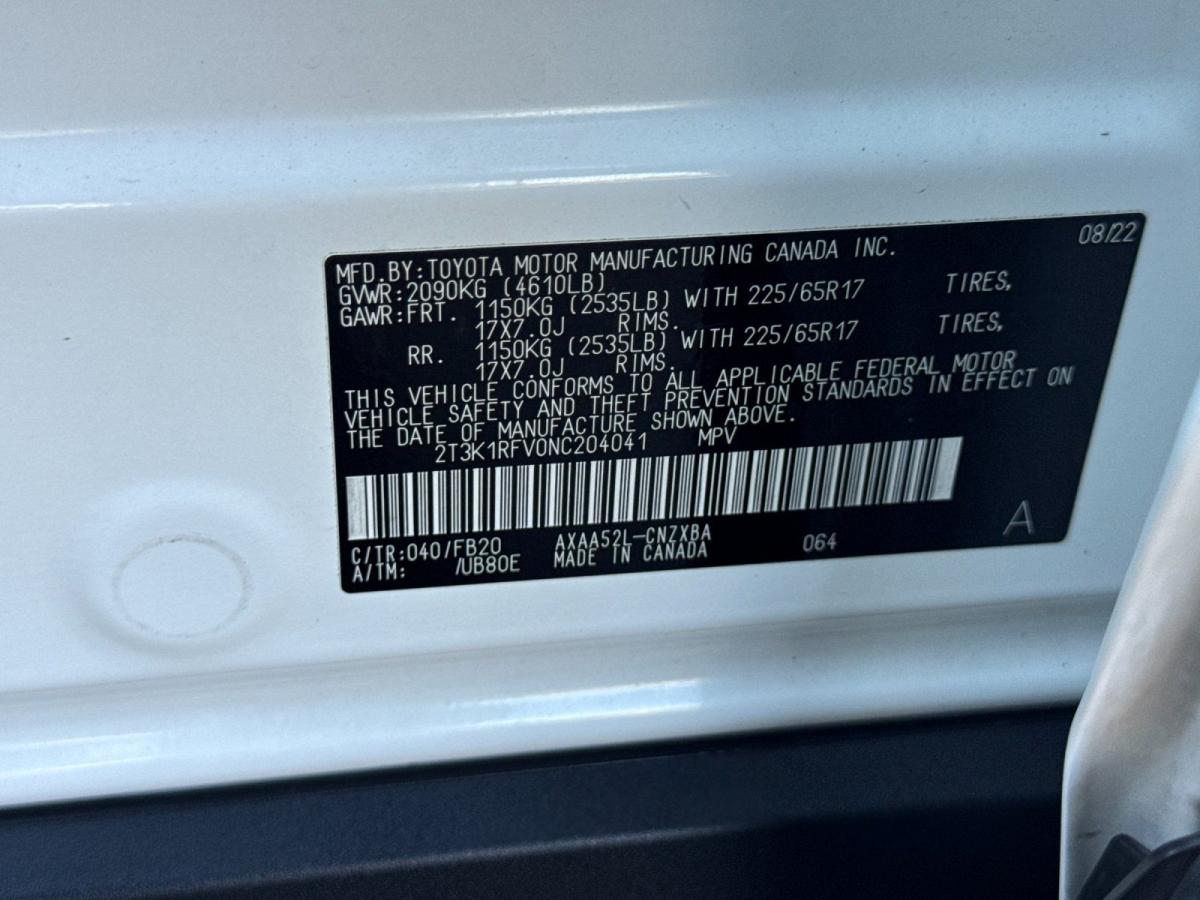 08/22
MFD.BY:TOYOTA MOTOR MANUFACTURING CANADA INC.
GVWR:2090KG (4610LB)
GAWR:FRT. 1150KG (2535LB) WITH 225/65R17 TIRES,
17X7.0J RIMS.
RR. 1150KG (2535LB) WITH 225/65R17 TIRES,
17X7.0J RIMS.
THIS VEHICLE CONFORMS TO ALL APPLICABLE FEDERAL MOTOR
VEHICLE SAFETY AND THEFT PREVENTION STANDARDS IN EFFECT ON
THE DATE OF MANUFACTURE SHOWN ABOVE.
2T3K1RFV0NC204041 MPV
C/TR:040/FB20 AXAA52L-CNZXBA 064 A
A/TM: /UB80E MADE IN CANADA